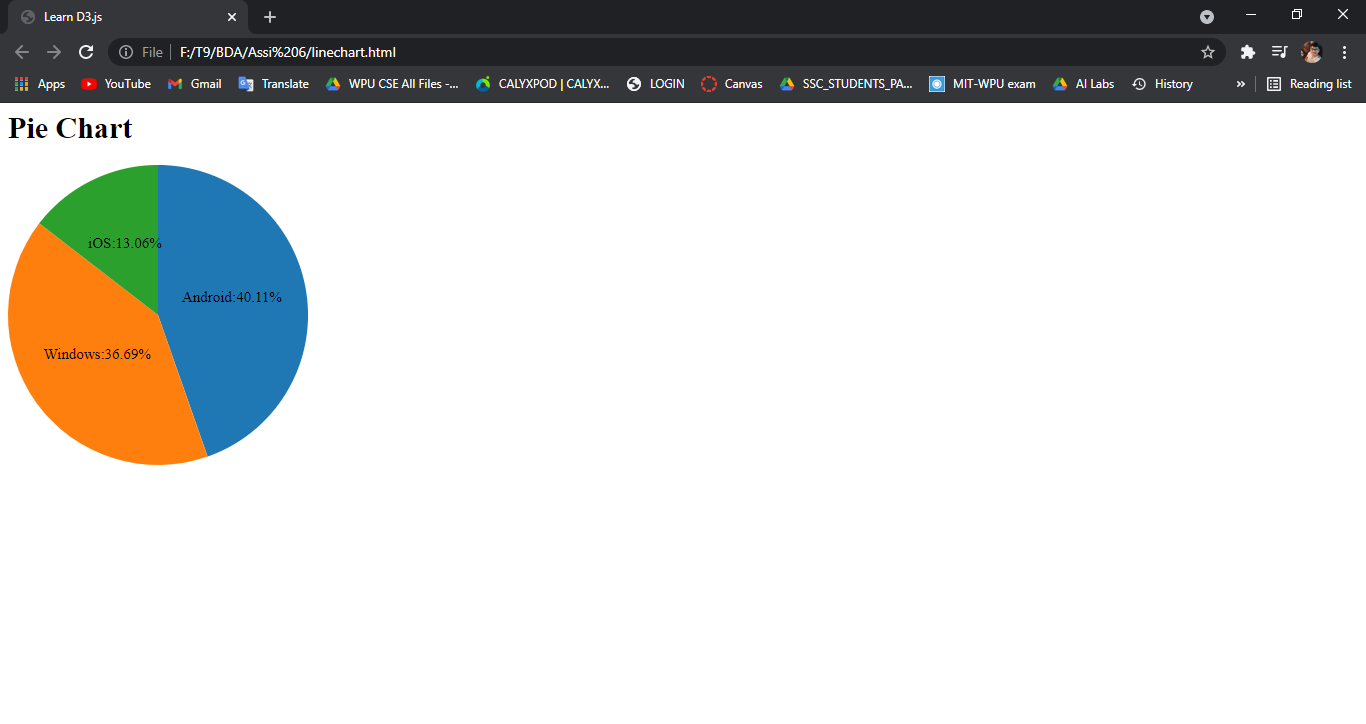 Learn D3.js
File F:/T9/BDA/Assi%206/linechart.html
Apps YouTube Gmail Translate WPU CSE All Files -... CALYXPOD | CALYX... LOGIN Canvas SSC_STUDENTS_PA... MIT-WPU exam AI Labs History » Reading list
Pie Chart
iOS:13.06%
Android:40.11%
Windows:36.69%